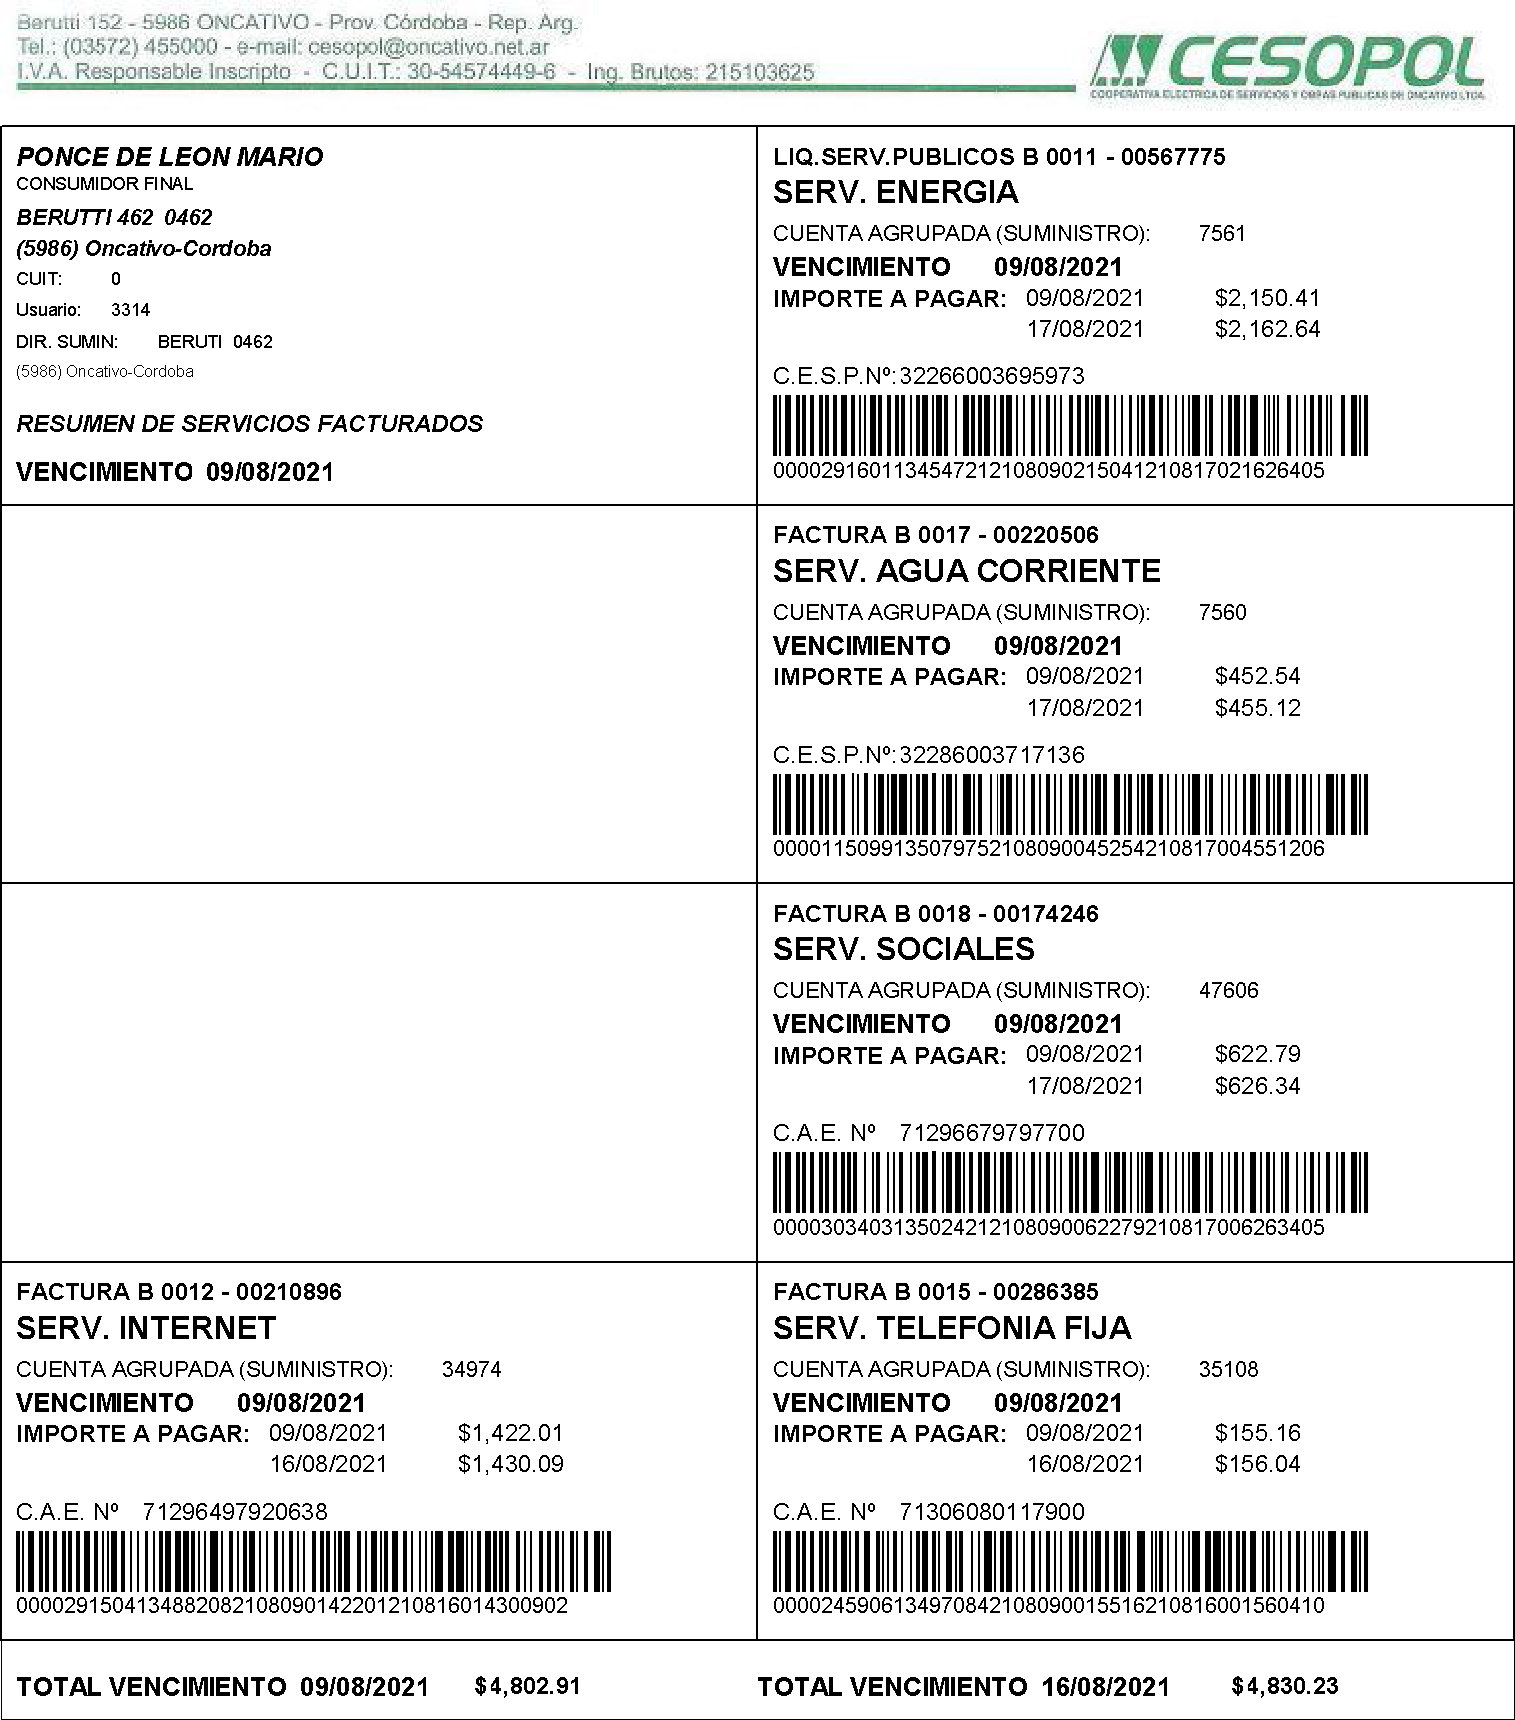 Berutti 152 - 5986 ONCATIVO - Prov. Córdoba - Rep. Arg.
Tel.: (03572) 455000 - e-mail: cesopol@oncativo.net.ar
I.V.A. Responsable Inscripto - C.U.I.T.: 30-54574449-6 - Ing. Brutos: 215103625
CESOPOL
COOPERATIVA ELECTRICA DE SERVICIOS Y OBRAS PUBLICAS DE ONCATIVO LTDA.
PONCE DE LEON MARIO
CONSUMIDOR FINAL
BERUTTI 462 0462
(5986) Oncativo-Cordoba
CUIT: 0
Usuario: 3314
DIR. SUMIN: BERUTI 0462
(5986) Oncativo-Cordoba
RESUMEN DE SERVICIOS FACTURADOS
VENCIMIENTO 09/08/2021
LIQ.SERV.PUBLICOS B 0011 - 00567775
SERV. ENERGIA
CUENTA AGRUPADA (SUMINISTRO): 7561
VENCIMIENTO 09/08/2021
IMPORTE A PAGAR: 09/08/2021 $2,150.41
17/08/2021 $2,162.64
C.E.S.P.Nº: 32266003695973
00002916011345472121080902150412108170216 26405
FACTURA B 0017 - 00220506
SERV. AGUA CORRIENTE
CUENTA AGRUPADA (SUMINISTRO): 7560
VENCIMIENTO 09/08/2021
IMPORTE A PAGAR: 09/08/2021 $452.54
17/08/2021 $455.12
C.E.S.P.Nº: 32286003717136
0000115099135079752108090045254210817004551206
FACTURA B 0018 - 00174246
SERV. SOCIALES
CUENTA AGRUPADA (SUMINISTRO): 47606
VENCIMIENTO 09/08/2021
IMPORTE A PAGAR: 09/08/2021 $622.79
17/08/2021 $626.34
C.A.E. Nº 71296679797700
0000303403135024212108090062279210817006263405
FACTURA B 0012 - 00210896
SERV. INTERNET
CUENTA AGRUPADA (SUMINISTRO): 34974
VENCIMIENTO 09/08/2021
IMPORTE A PAGAR: 09/08/2021 $1,422.01
16/08/2021 $1,430.09
C.A.E. Nº 71296497920638
0000291504134882082108090142201210816014300902
FACTURA B 0015 - 00286385
SERV. TELEFONIA FIJA
CUENTA AGRUPADA (SUMINISTRO): 35108
VENCIMIENTO 09/08/2021
IMPORTE A PAGAR: 09/08/2021 $155.16
16/08/2021 $156.04
C.A.E. Nº 71306080117900
0000245906134970842108090015516210816001560410
TOTAL VENCIMIENTO 09/08/2021 $4,802.91
TOTAL VENCIMIENTO 16/08/2021 $4,830.23